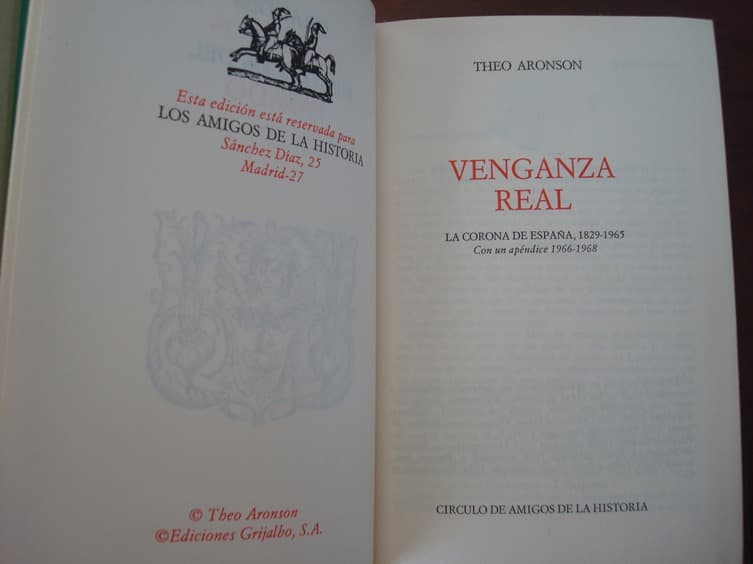 Esta edición está reservada para
LOS AMIGOS DE LA HISTORIA
Sánchez Díaz, 25
Madrid-27
© Theo Aronson
©Ediciones Grijalbo, S.A.
THEO ARONSON
VENGANZA
REAL
LA CORONA DE ESPAÑA, 1829-1965
Con un apéndice 1966-1968
CIRCULO DE AMIGOS DE LA HISTORIA